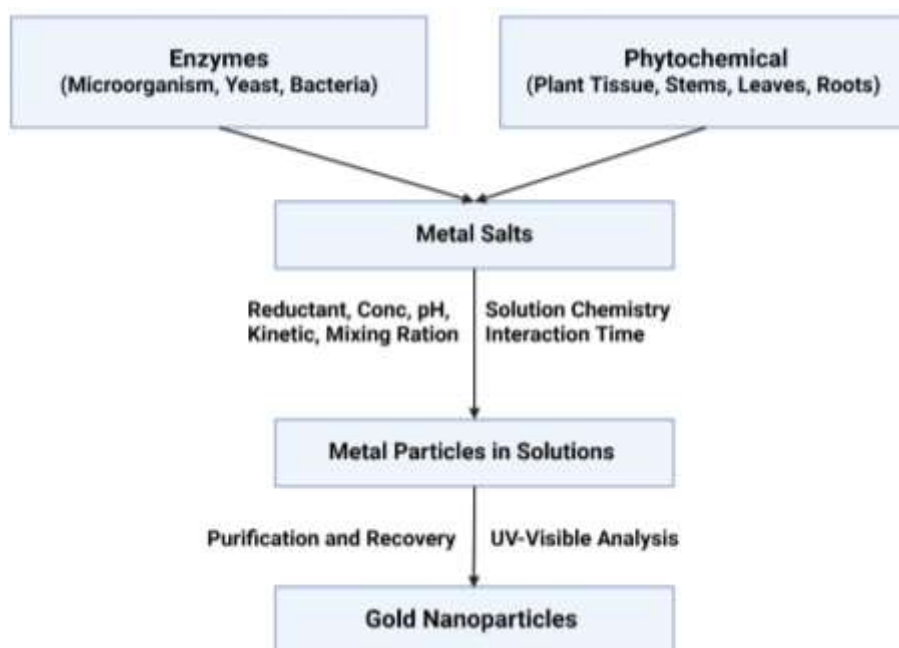 Enzymes
(Microorganism, Yeast, Bacteria)
Phytochemical
(Plant Tissue, Stems, Leaves, Roots)
Metal Salts
Reductant, Conc, pH,
Kinetic, Mixing Ration
Solution Chemistry
Interaction Time
Metal Particles in Solutions
Purification and Recovery
UV-Visible Analysis
Gold Nanoparticles